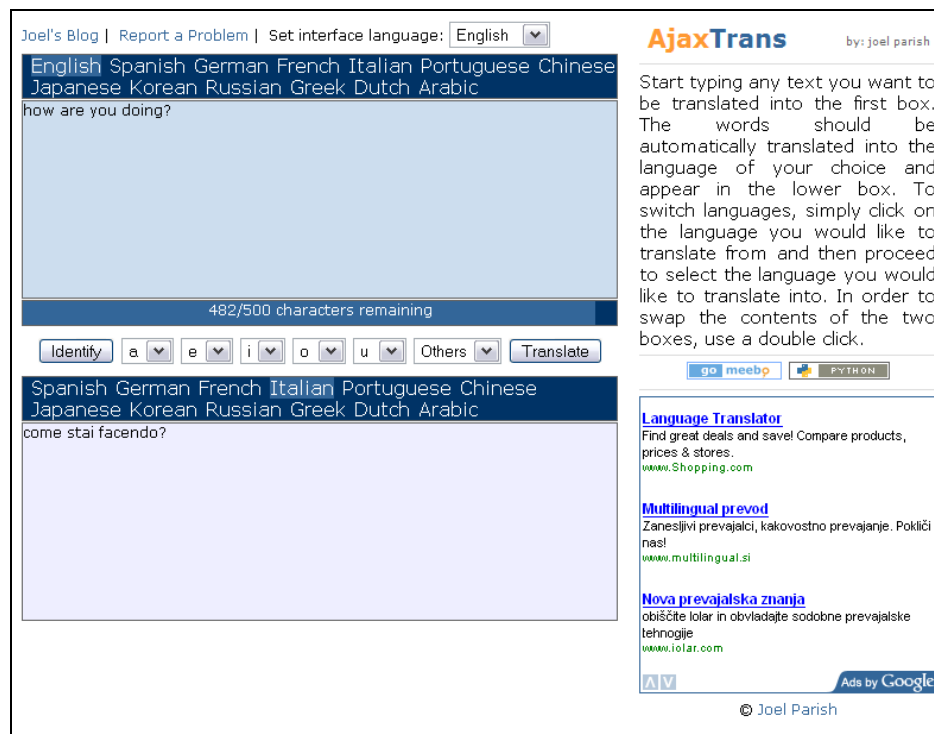 Joel's Blog | Report a Problem | Set interface language: English
English Spanish German French Italian Portuguese Chinese
Japanese Korean Russian Greek Dutch Arabic
how are you doing?
482/500 characters remaining
Identify a e i o u Others Translate
Spanish German French Italian Portuguese Chinese
Japanese Korean Russian Greek Dutch Arabic
come stai facendo?
AjaxTrans by: joel parish
Start typing any text you want to
be translated into the first box.
The words should be
automatically translated into the
language of your choice and
appear in the lower box. To
switch languages, simply click on
the language you would like to
translate from and then proceed
to select the language you would
like to translate into. In order to
swap the contents of the two
boxes, use a double click.
go meebo PYTHON
Language Translator
Find great deals and save! Compare products,
prices & stores.
www.Shopping.com
Multilingual prevod
Zanesljivi prevajalci, kakovostno prevajanje. Pokliči
nas!
www.multilingual.si
Nova prevajalska znanja
obiščite Iolar in obvladajte sodobne prevajalske
tehnogije
www.iolar.com
Ads by Google
© Joel Parish